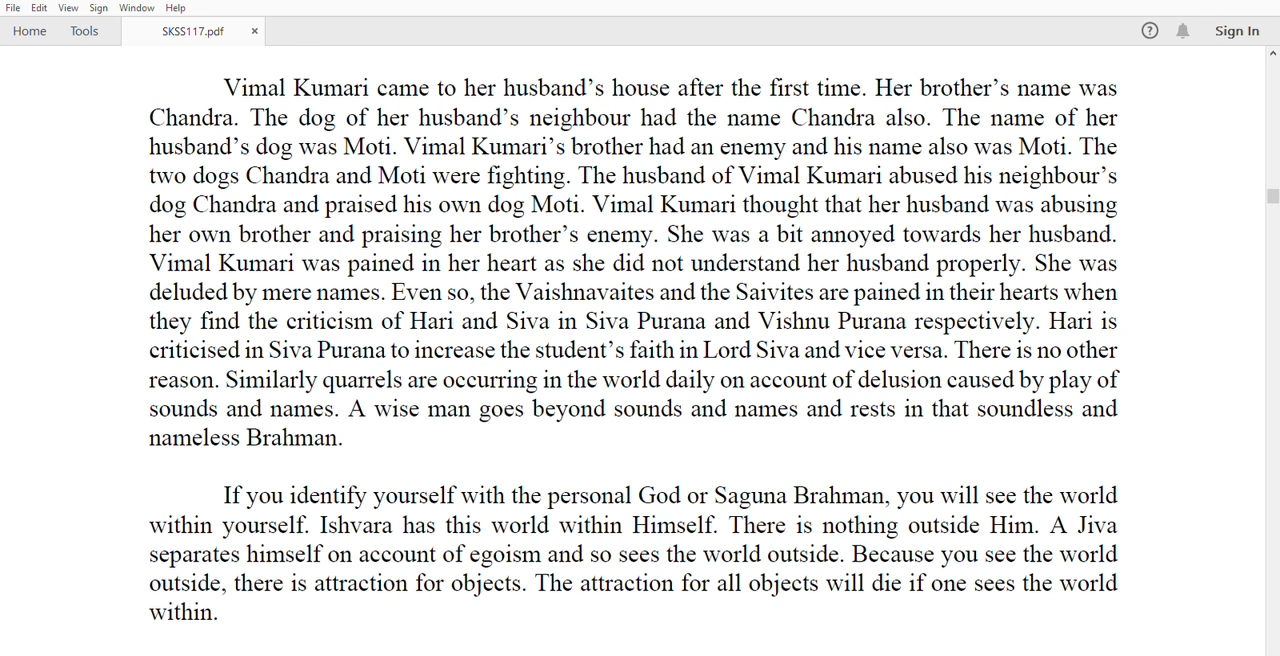 File Edit View Sign Window Help
Home Tools SKSS117.pdf × ? Sign In
Vimal Kumari came to her husband’s house after the first time. Her brother’s name was
Chandra. The dog of her husband’s neighbour had the name Chandra also. The name of her
husband’s dog was Moti. Vimal Kumari’s brother had an enemy and his name also was Moti. The
two dogs Chandra and Moti were fighting. The husband of Vimal Kumari abused his neighbour’s
dog Chandra and praised his own dog Moti. Vimal Kumari thought that her husband was abusing
her own brother and praising her brother’s enemy. She was a bit annoyed towards her husband.
Vimal Kumari was pained in her heart as she did not understand her husband properly. She was
deluded by mere names. Even so, the Vaishnavaites and the Saivites are pained in their hearts when
they find the criticism of Hari and Siva in Siva Purana and Vishnu Purana respectively. Hari is
criticised in Siva Purana to increase the student’s faith in Lord Siva and vice versa. There is no other
reason. Similarly quarrels are occurring in the world daily on account of delusion caused by play of
sounds and names. A wise man goes beyond sounds and names and rests in that soundless and
nameless Brahman.
If you identify yourself with the personal God or Saguna Brahman, you will see the world
within yourself. Ishvara has this world within Himself. There is nothing outside Him. A Jiva
separates himself on account of egoism and so sees the world outside. Because you see the world
outside, there is attraction for objects. The attraction for all objects will die if one sees the world
within.